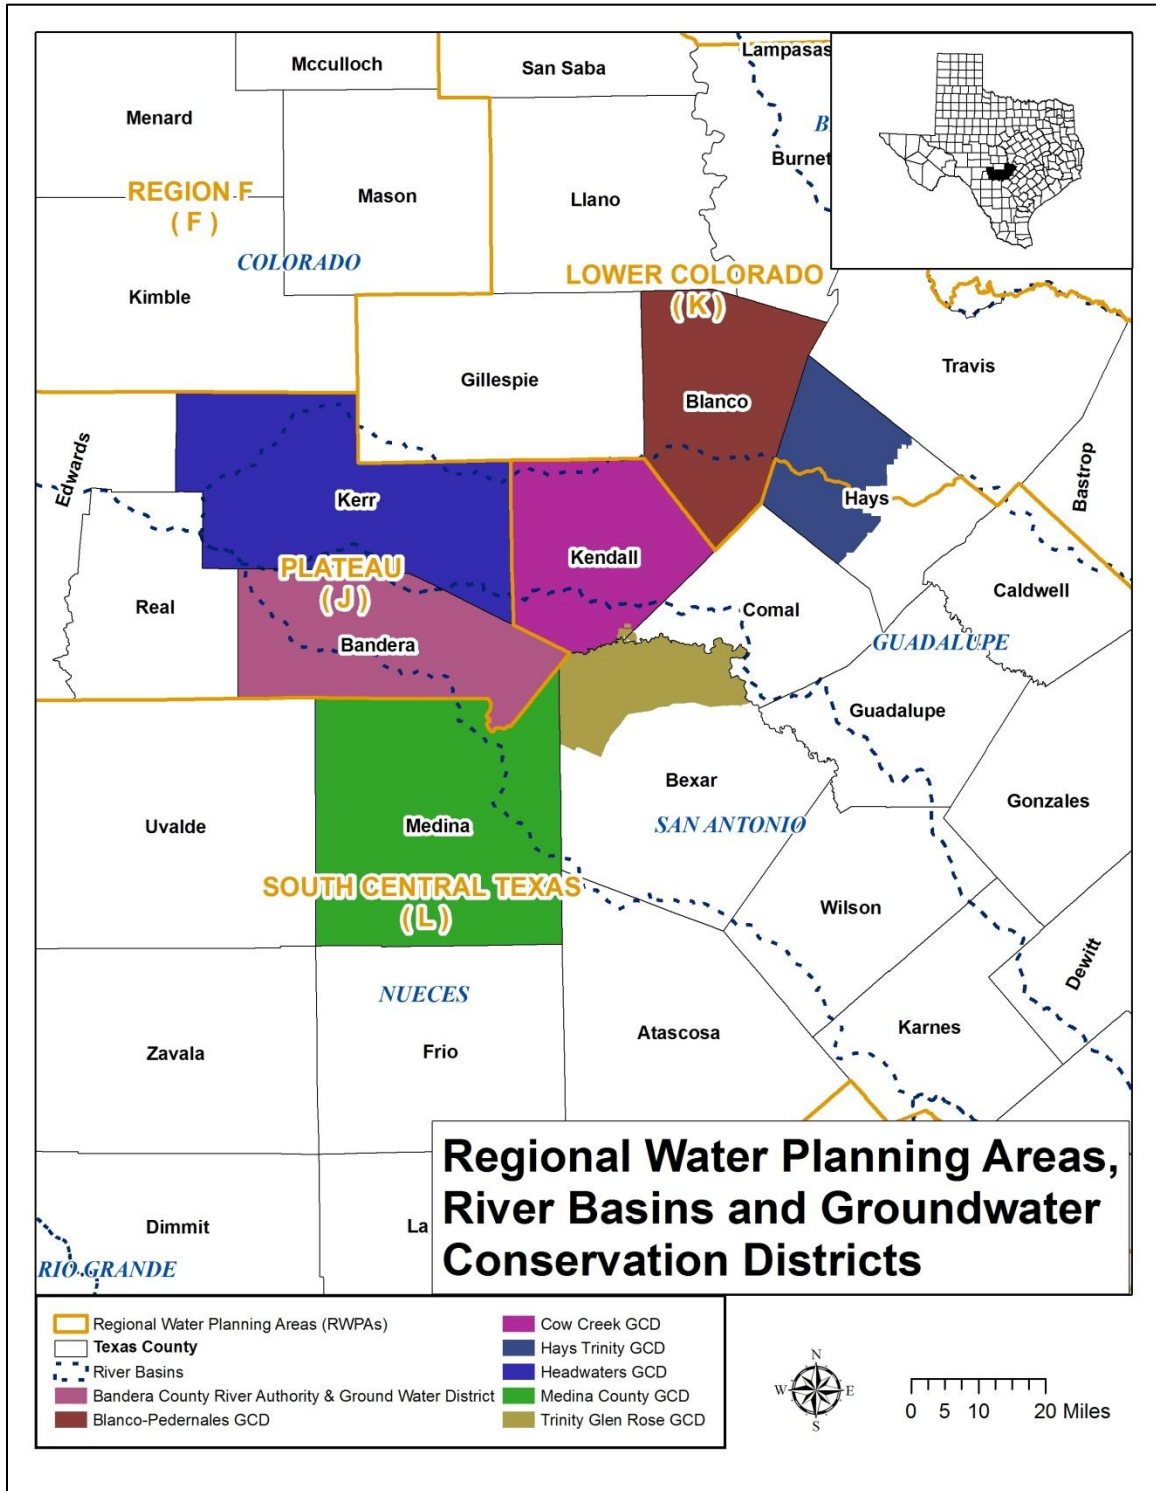 Mcculloch
San Saba
Lampasas
Menard
B
Burnet
REGION F
( F )
Mason
Llano
COLORADO
LOWER COLORADO
( K )
Kimble
Travis
Gillespie
Blanco
Edwards
Bastrop
Kerr
Hays
Kendall
PLATEAU
( J )
Caldwell
Real
Comal
Bandera
GUADALUPE
Guadalupe
Bexar
Gonzales
Uvalde
Medina
SAN ANTONIO
SOUTH CENTRAL TEXAS
( L )
Wilson
Dewitt
NUECES
Karnes
Zavala
Frio
Atascosa
Dimmit
La
RIO GRANDE
Regional Water Planning Areas,
River Basins and Groundwater
Conservation Districts
Regional Water Planning Areas (RWPAs)
Texas County
River Basins
Bandera County River Authority & Ground Water District
Blanco-Pedernales GCD
Cow Creek GCD
Hays Trinity GCD
Headwaters GCD
Medina County GCD
Trinity Glen Rose GCD
N
W
E
S
0 5 10 20 Miles